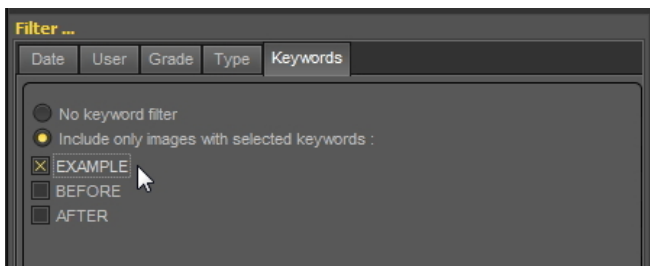 Filter ...
Date User Grade Type Keywords
No keyword filter
Include only images with selected keywords :
EXAMPLE
BEFORE
AFTER